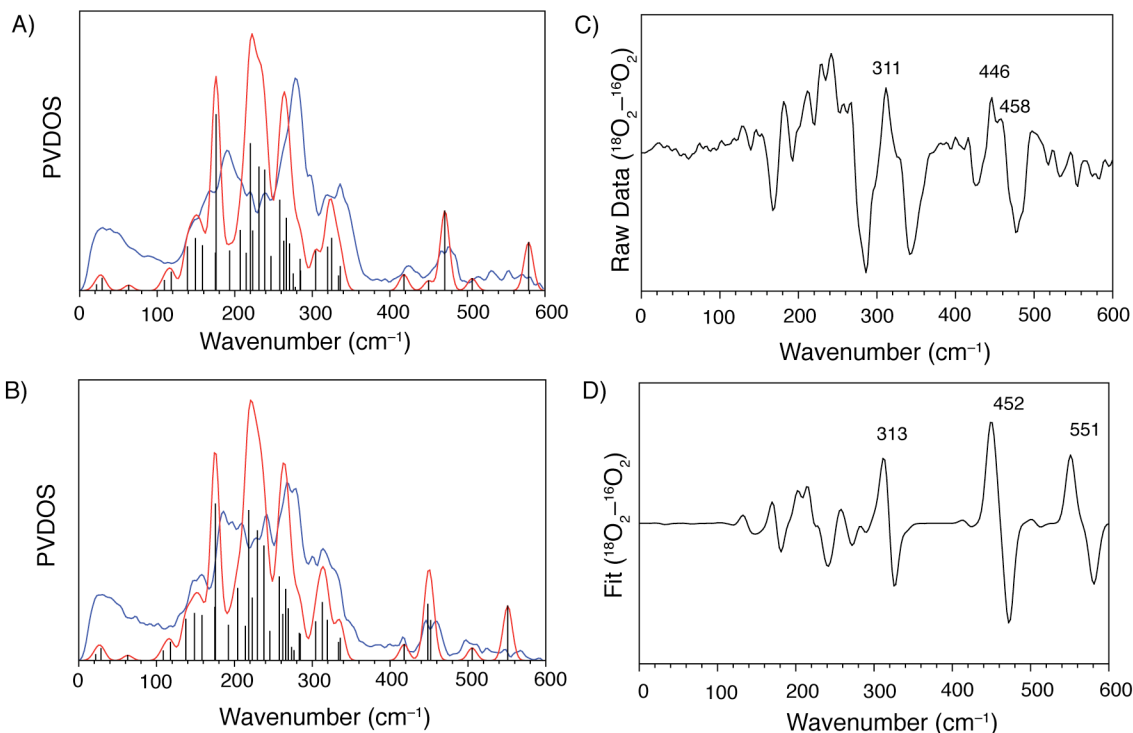 A)
PVDOS
0 100 200 300 400 500 600
Wavenumber (cm⁻¹)
B)
PVDOS
0 100 200 300 400 500 600
Wavenumber (cm⁻¹)
C)
Raw Data (¹⁸O₂–¹⁶O₂)
311
446
458
0 100 200 300 400 500 600
Wavenumber (cm⁻¹)
D)
Fit (¹⁸O₂–¹⁶O₂)
313
452
551
0 100 200 300 400 500 600
Wavenumber (cm⁻¹)